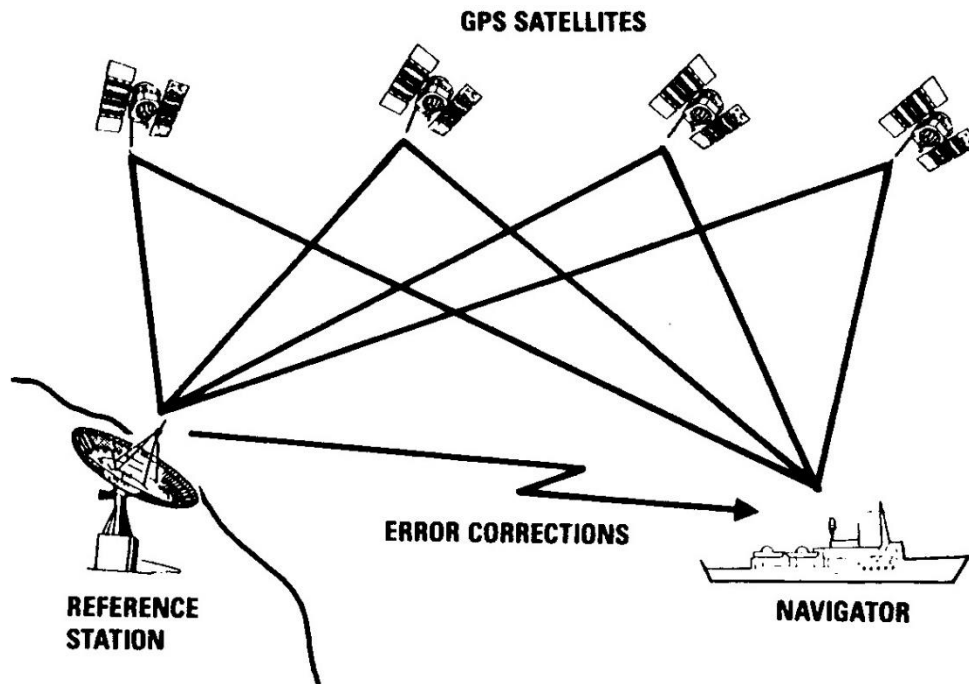 GPS SATELLITES
ERROR CORRECTIONS
REFERENCE
STATION
NAVIGATOR